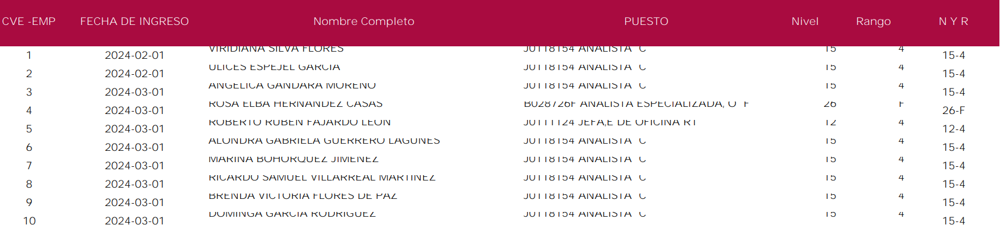 CVE -EMP FECHA DE INGRESO Nombre Completo PUESTO Nivel Rango N Y R
1 2024-02-01 VIRIDIANA SILVA FLORES J0118154 ANALISTA  C 15 4 15-4
2 2024-02-01 ULICES ESPEJEL GARCIA J0118154 ANALISTA  C 15 4 15-4
3 2024-03-01 ANGELICA GANDARA MORENO J0118154 ANALISTA  C 15 4 15-4
4 2024-03-01 ROSA ELBA HERNANDEZ CASAS B028726F ANALISTA ESPECIALIZADA, O  F 26 F 26-F
5 2024-03-01 ROBERTO RUBEN FAJARDO LEON J0111124 JEFA,E DE OFICINA RT 12 4 12-4
6 2024-03-01 ALONDRA GABRIELA GUERRERO LAGUNES J0118154 ANALISTA  C 15 4 15-4
7 2024-03-01 MARINA BOHORQUEZ JIMENEZ J0118154 ANALISTA  C 15 4 15-4
8 2024-03-01 RICARDO SAMUEL VILLARREAL MARTINEZ J0118154 ANALISTA  C 15 4 15-4
9 2024-03-01 BRENDA VICTORIA FLORES DE PAZ J0118154 ANALISTA  C 15 4 15-4
10 2024-03-01 DOMINGA GARCIA RODRIGUEZ J0118154 ANALISTA  C 15 4 15-4